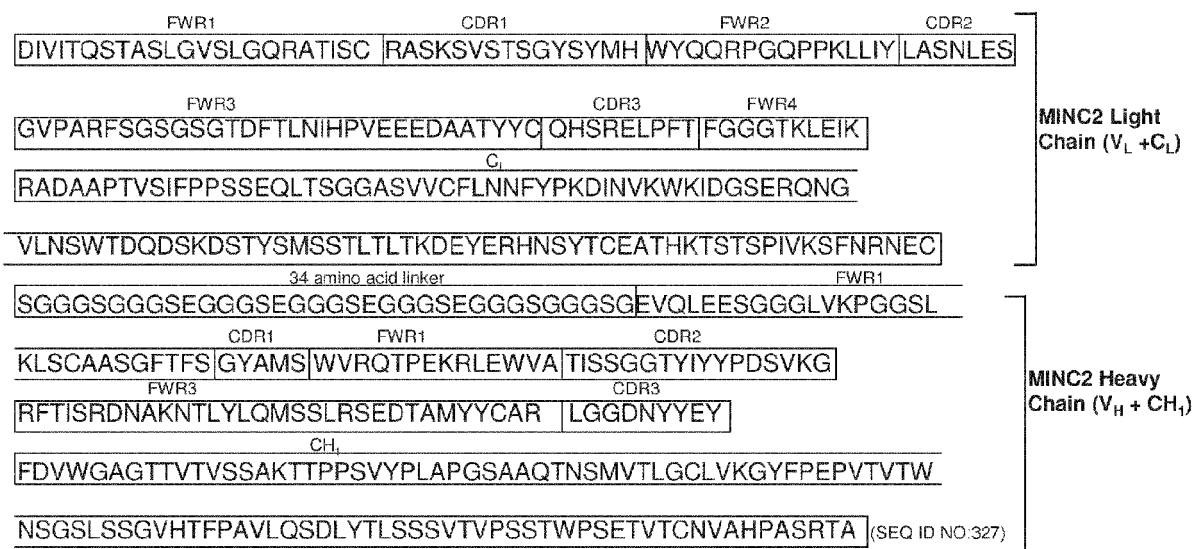 FWR1 CDR1 FWR2 CDR2
DIVITQSTASLGVSLGQRATISC RASKSVSTSGYSYMH WYQQRPGQPPKLLIY LASNLES
FWR3 CDR3 FWR4
GVPARFSGSGSGTDFTLNIHPVEEEDAATYYC QHSRELPFT FGGGTKLEIK
CL
RADAAPTVSIFPPSSEQLTSGGASVVCFLNNFYPKDINVKWKIDGSERQNG
VLNSWTDQDSKDSTYSMSSTLTLTKDEYERHNSYTCEATHKTSTSPIVKSFNRNEC
MINC2 Light
Chain (VL +CL)
34 amino acid linker FWR1
SGGGSGGGSEGGGSEGGGSEGGGSEGGGSGGGSG EVQLEESGGGLVKPGGSL
CDR1 FWR1 CDR2
KLSCAASGFTFS GYAMS WVRQTPEKRLEWVA TISSGGTYIYYPDSVKG
FWR3 CDR3
RFTISRDNAKNTLYLQMSSLRSEDTAMYYCAR LGGDNYYEY
CH1
FDVWGAGTTVTVSSAKTTPPSVYPLAPGSAAQTNSMVTLGCLVKGYFPEPVTVTW
NSGSLSSGVHTFPAVLQSDLYTLSSSVTVPSSTWPSETVTCNVAHPASRTA (SEQ ID NO:327)
MINC2 Heavy
Chain (VH + CH1)